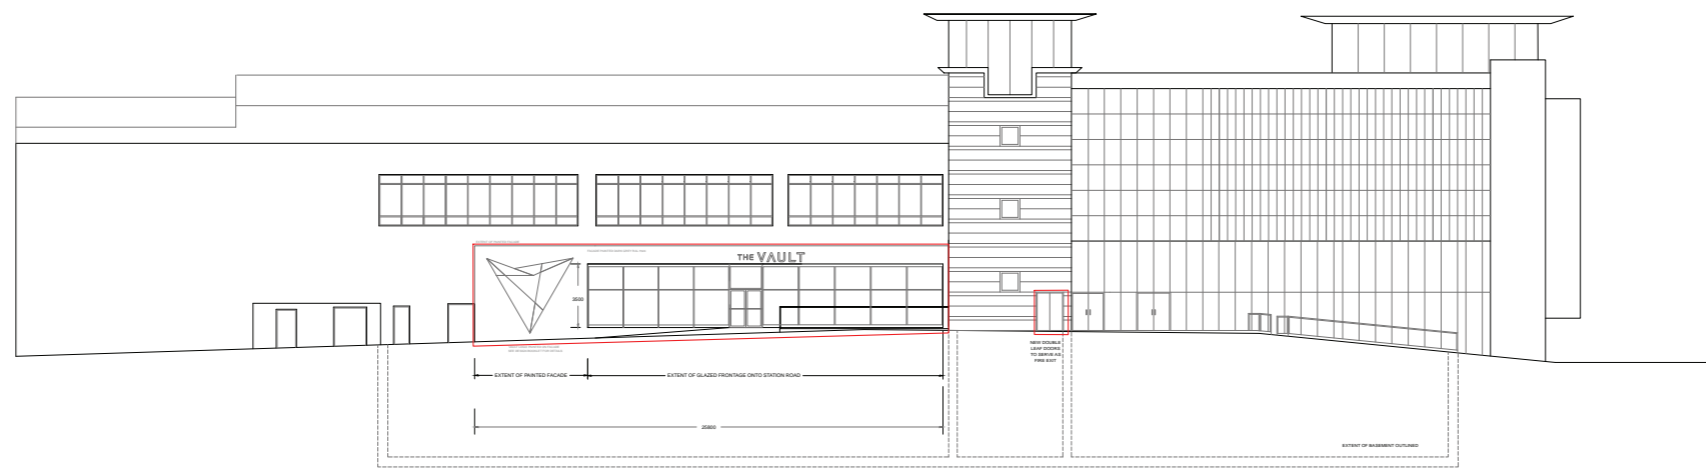 THE VAULT
3500
NEW DOUBLE
LEAF DOORS
TO SERVE AS
FIRE EXIT
EXTENT OF PAINTED FACADE
EXTENT OF GLAZED FRONTAGE ONTO STATION ROAD
EXTENT OF BASEMENT OUTLINED